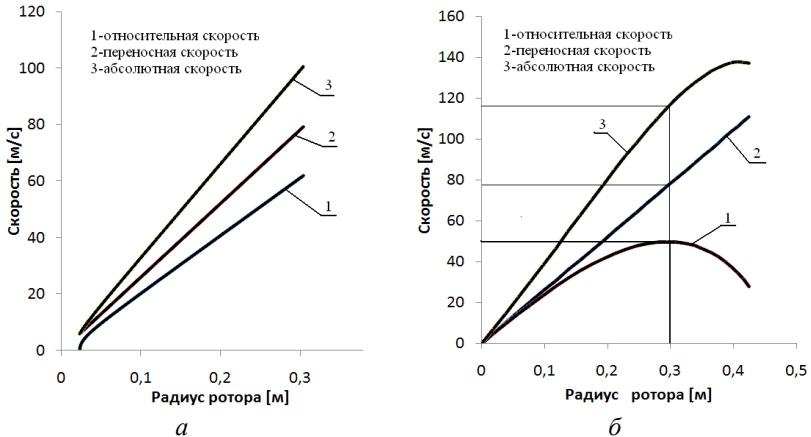 1-относительная скорость
2-переносная скорость
3-абсолютная скорость
Скорость [м/с]
120
100
80
60
40
20
0
3
2
1
0
0,1
0,2
0,3
Радиус ротора [м]
а
1-относительная скорость
2-переносная скорость
3-абсолютная скорость
Скорость [м/с]
160
140
120
100
80
60
40
20
0
3
2
1
0
0,1
0,2
0,3
0,4
0,5
Радиус ротора [м]
б